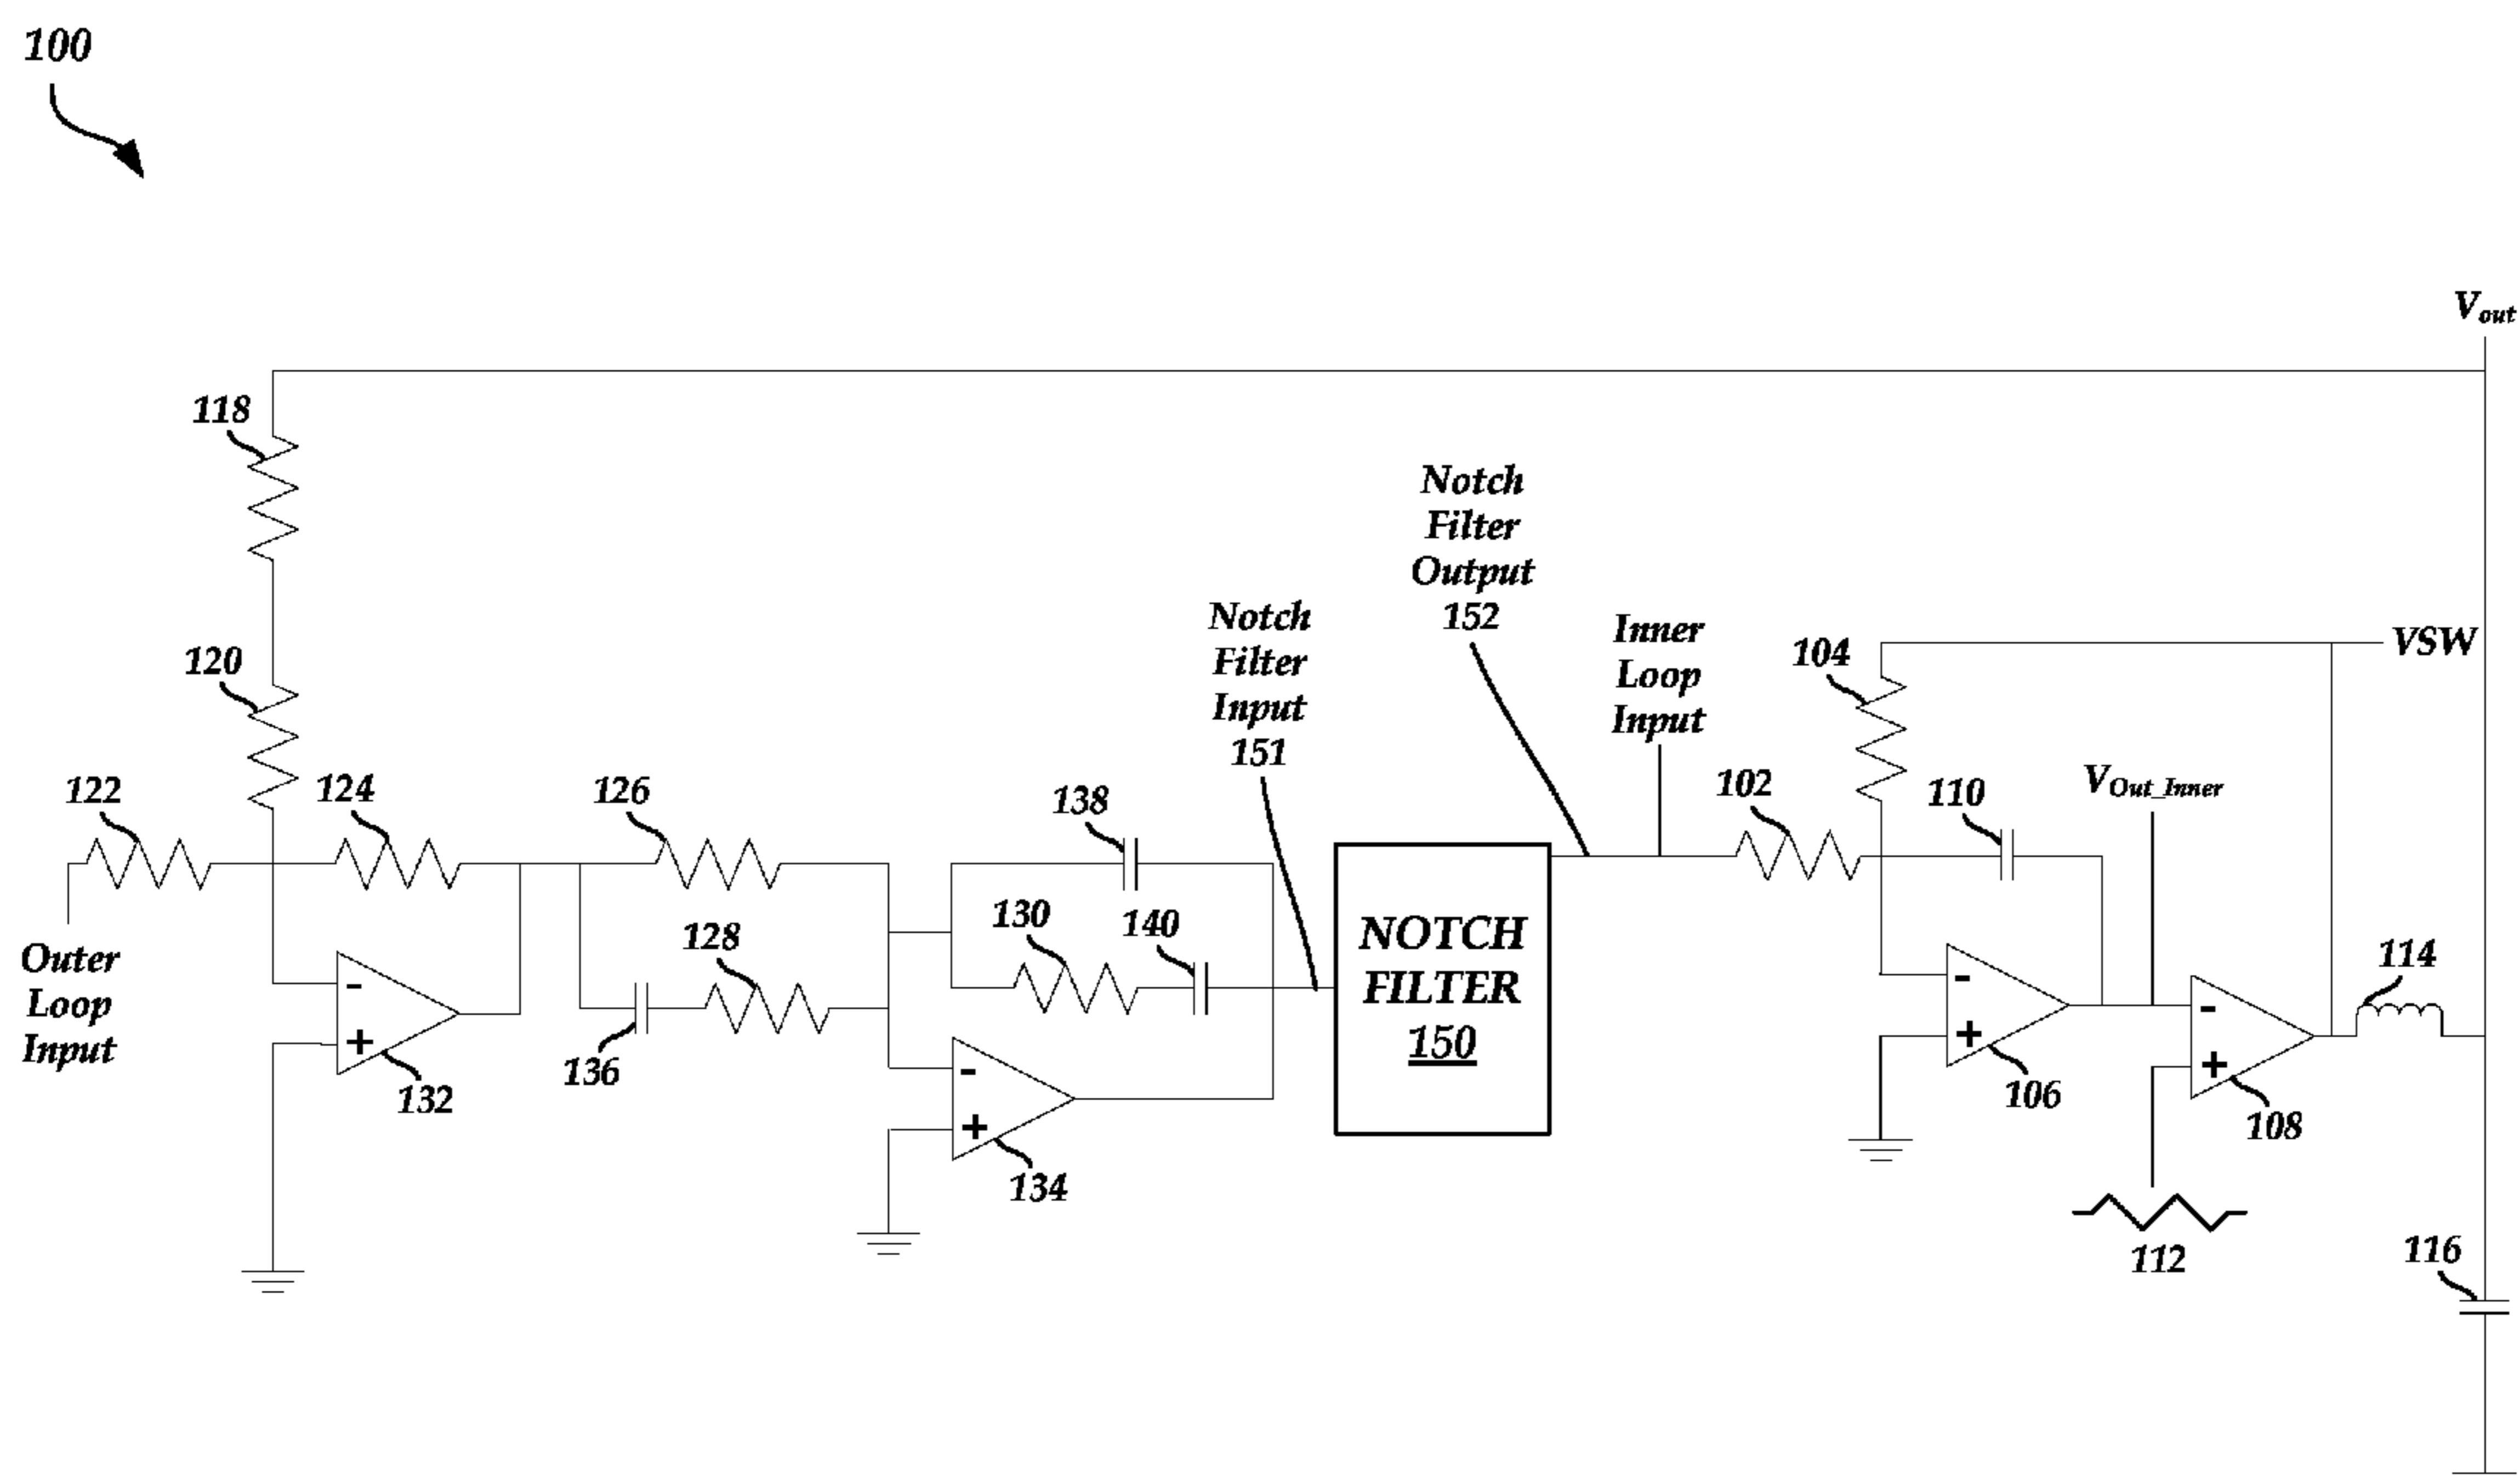 100
V_out
118
Notch
Filter
Output
152
Notch
Filter
Input
151
Inner
Loop
Input
VSW
104
120
122
124
126
138
102
110
V_Out_Inner
130
140
128
NOTCH
FILTER
150
114
Outer
Loop
Input
-
+
132
136
-
+
134
-
+
106
-
+
108
112
116